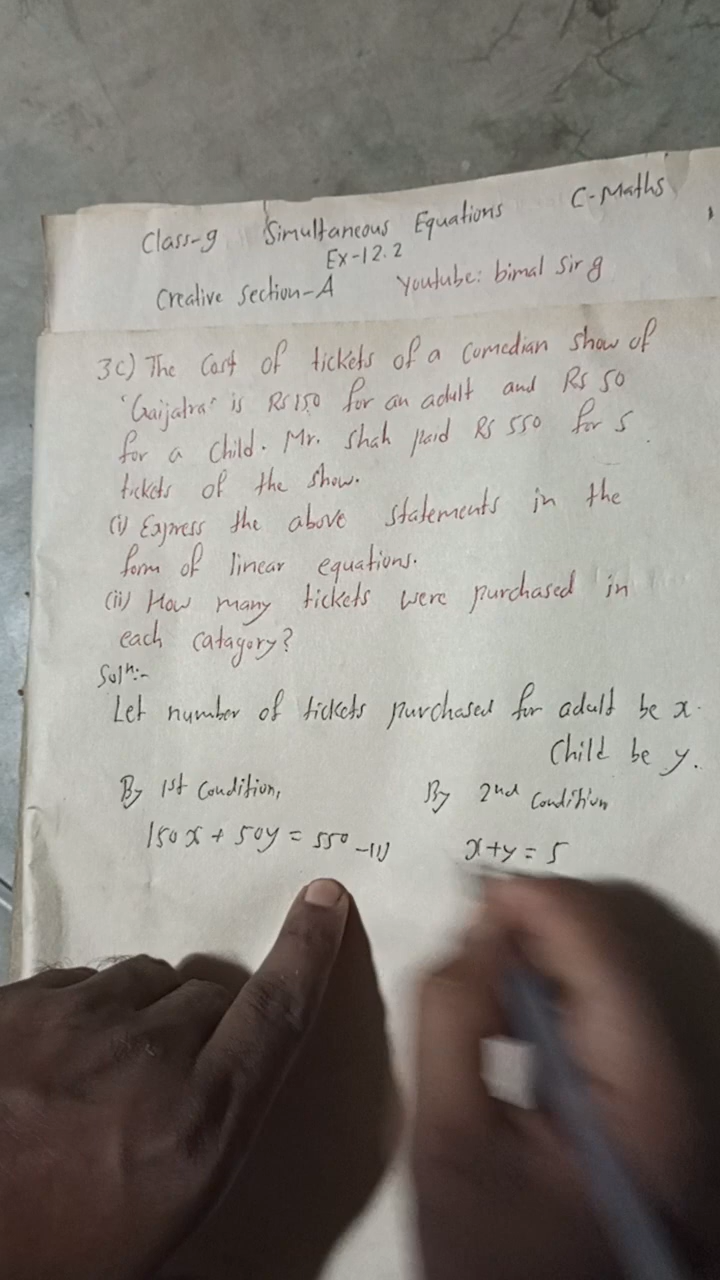 C-Maths
Class-9 Simultaneous Equations
Ex-12.2
Creative Section-A Youtube: bimal sir g
3c) The Cost of tickets of a Comedian show of
'Gaijatra' is Rs 150 for an adult and Rs 50
for a child. Mr. Shah paid Rs 550 for 5
tickets of the show.
(i) Express the above statements in the
form of linear equations.
(ii) How many tickets were purchased in
each catagory?
Solⁿ:-
Let number of tickets purchased for adult be x.
Child be y.
By 1st Condition, By 2nd Condition
150x + 50y = 550 -(i) x+y = 5